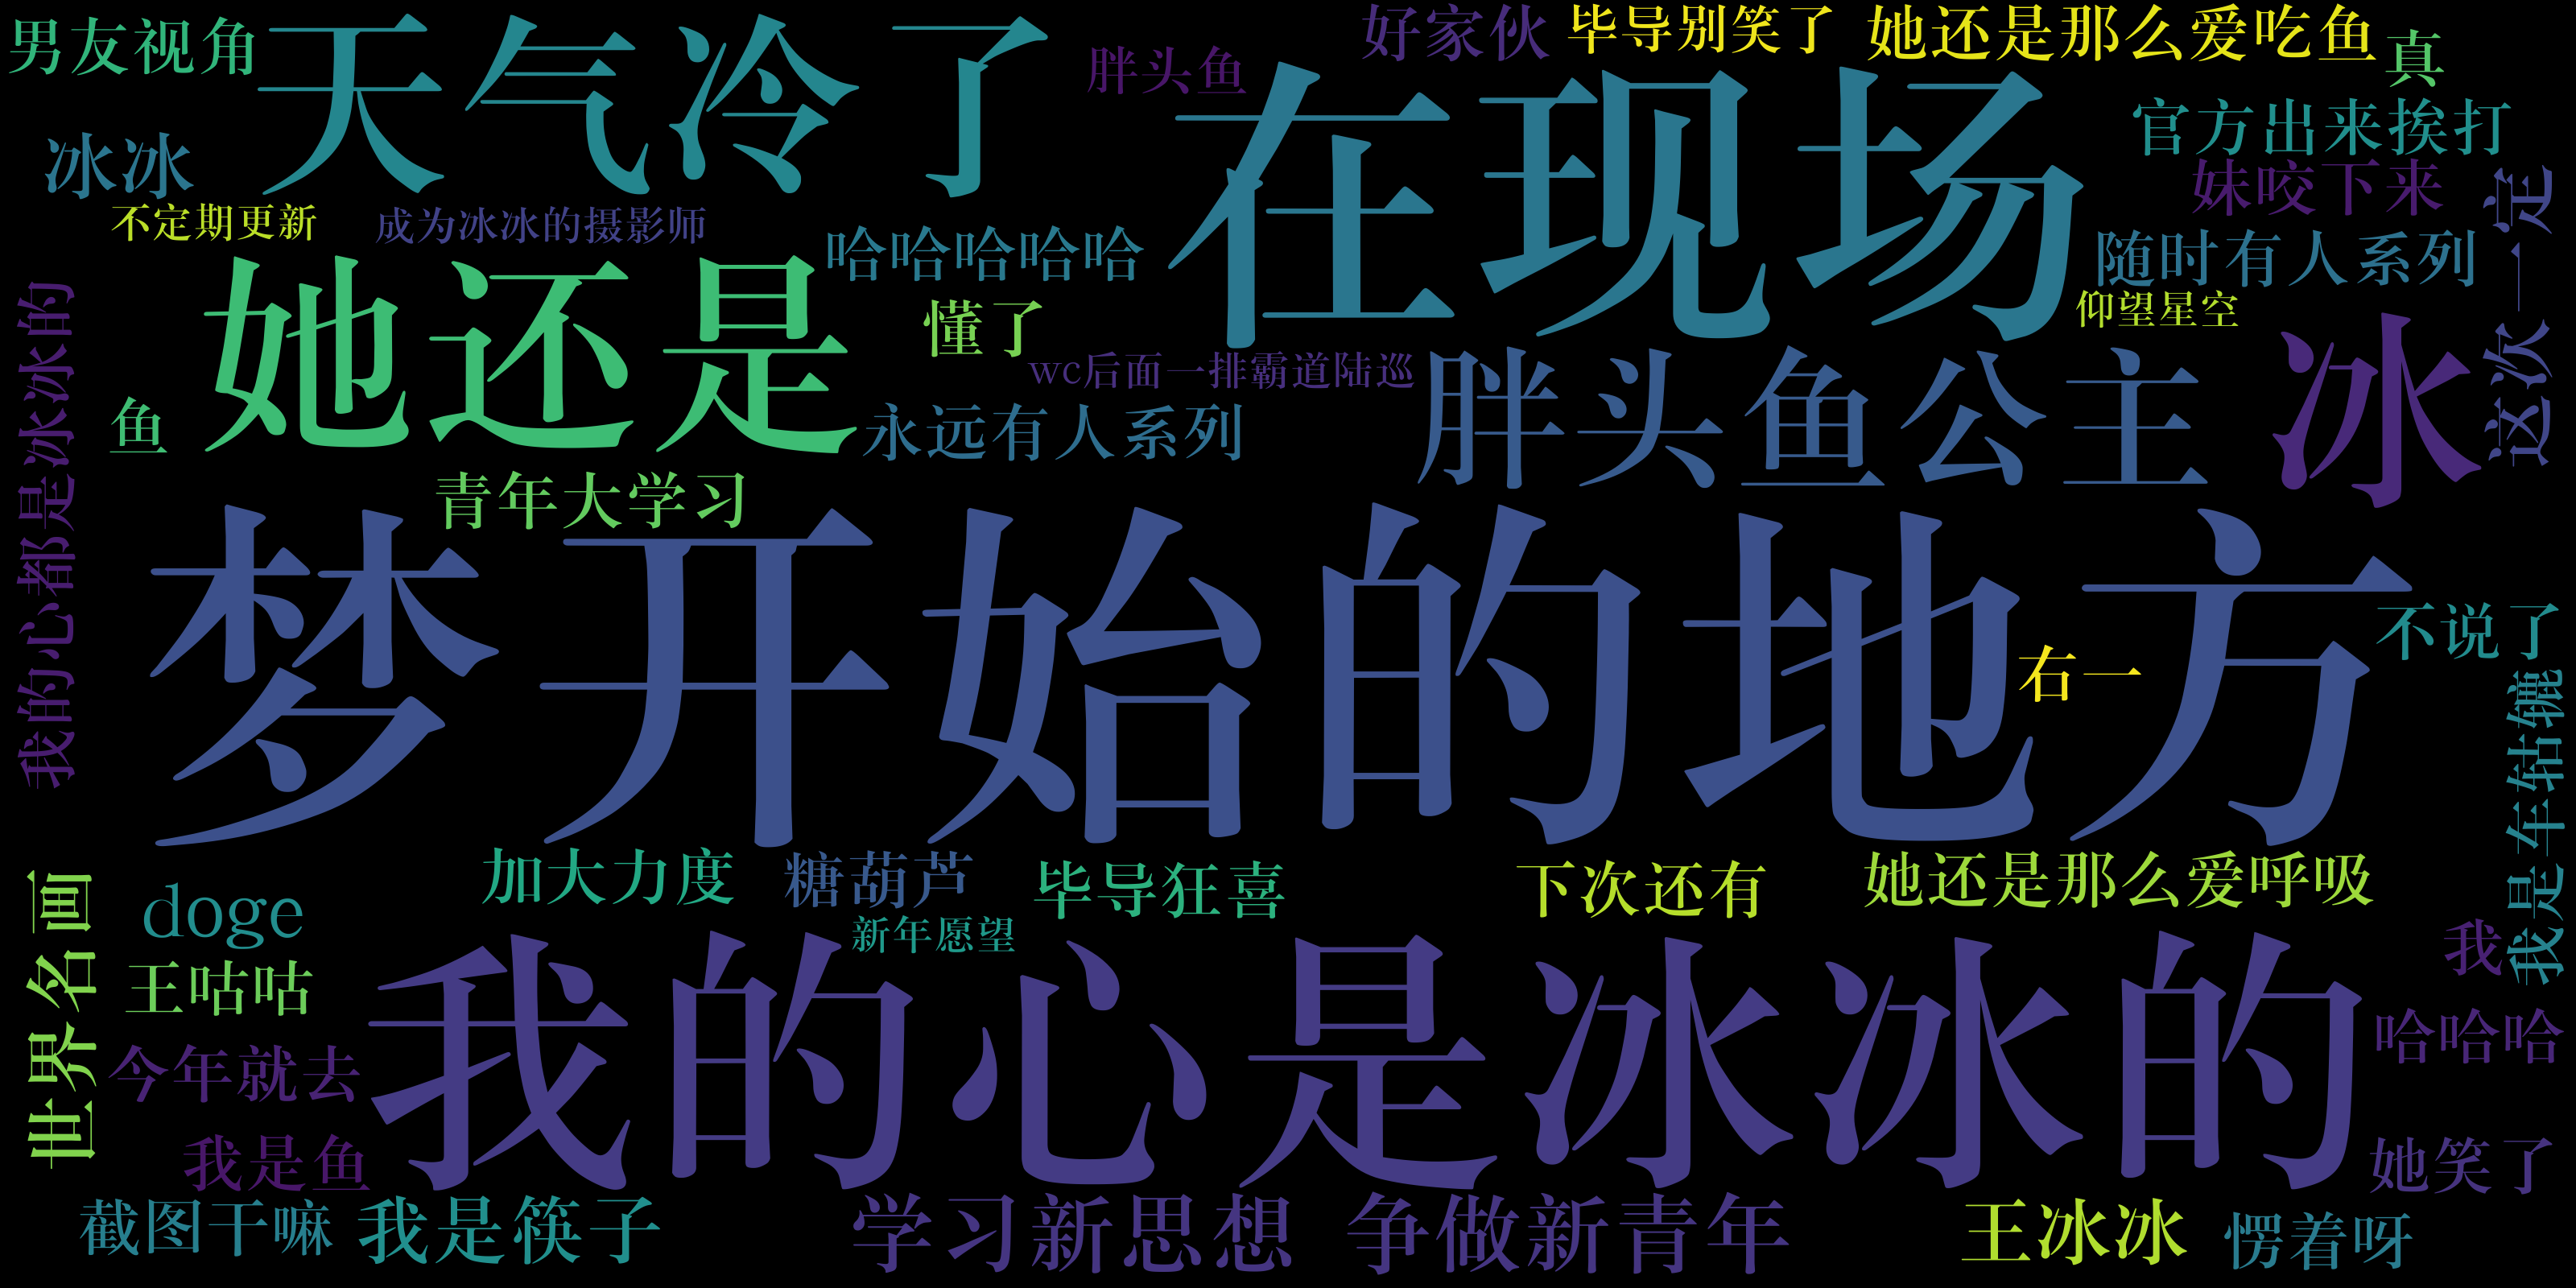 男友视角
天气冷了
胖头鱼
好家伙
毕导别笑了
她还是那么爱吃鱼
真
在现场
官方出来挨打
冰冰
妹咬下来
这次一定
不定期更新
成为冰冰的摄影师
哈哈哈哈哈
随时有人系列
她还是
懂了
仰望星空
我的心都是冰冰的
wc后面一排霸道陆巡
胖头鱼公主
冰
鱼
永远有人系列
青年大学习
梦开始的地方
不说了
右一
我是车轱辘
加大力度
糖葫芦
毕导狂喜
下次还有
她还是那么爱呼吸
世界名画
doge
新年愿望
我
王咕咕
我的心是冰冰的
哈哈哈
今年就去
我是鱼
她笑了
截图干嘛
我是筷子
学习新思想 争做新青年
王冰冰
愣着呀